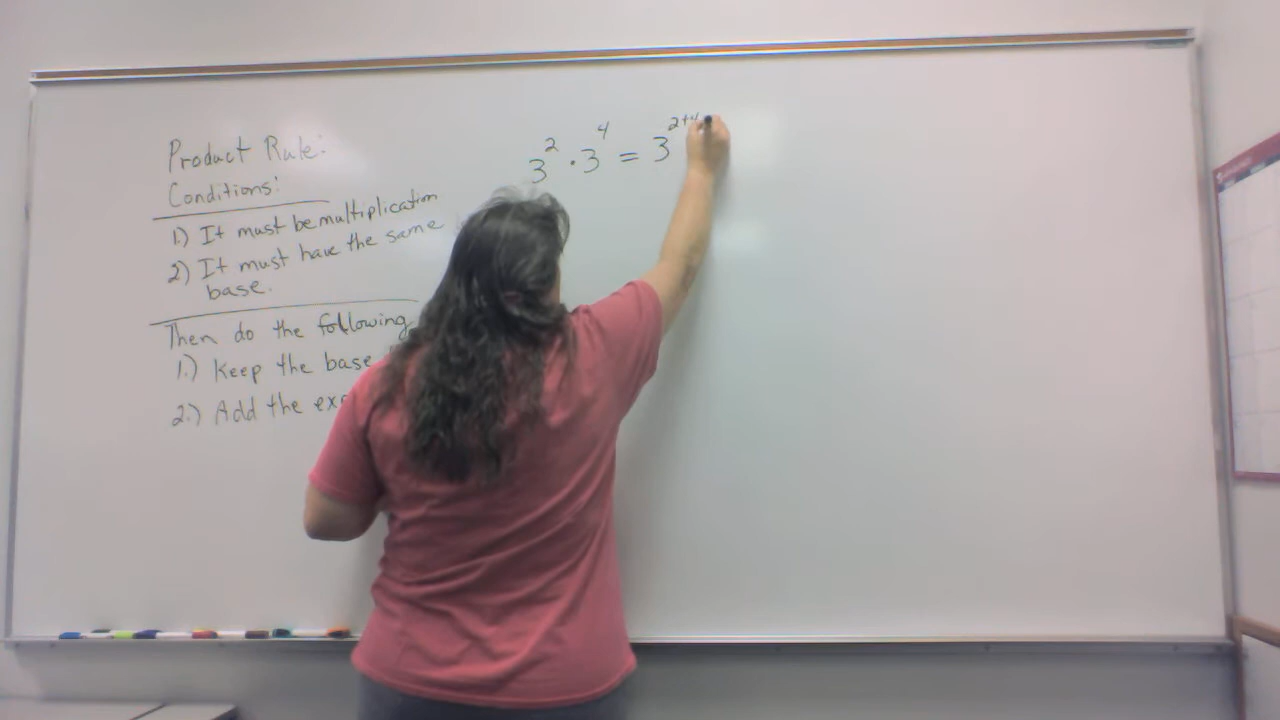 Product Rule:
Conditions:
1.) It must be multiplication
2.) It must have the same
base.
Then do the following
1.) Keep the base
2.) Add the
3² · 3⁴ = 3²⁺⁴